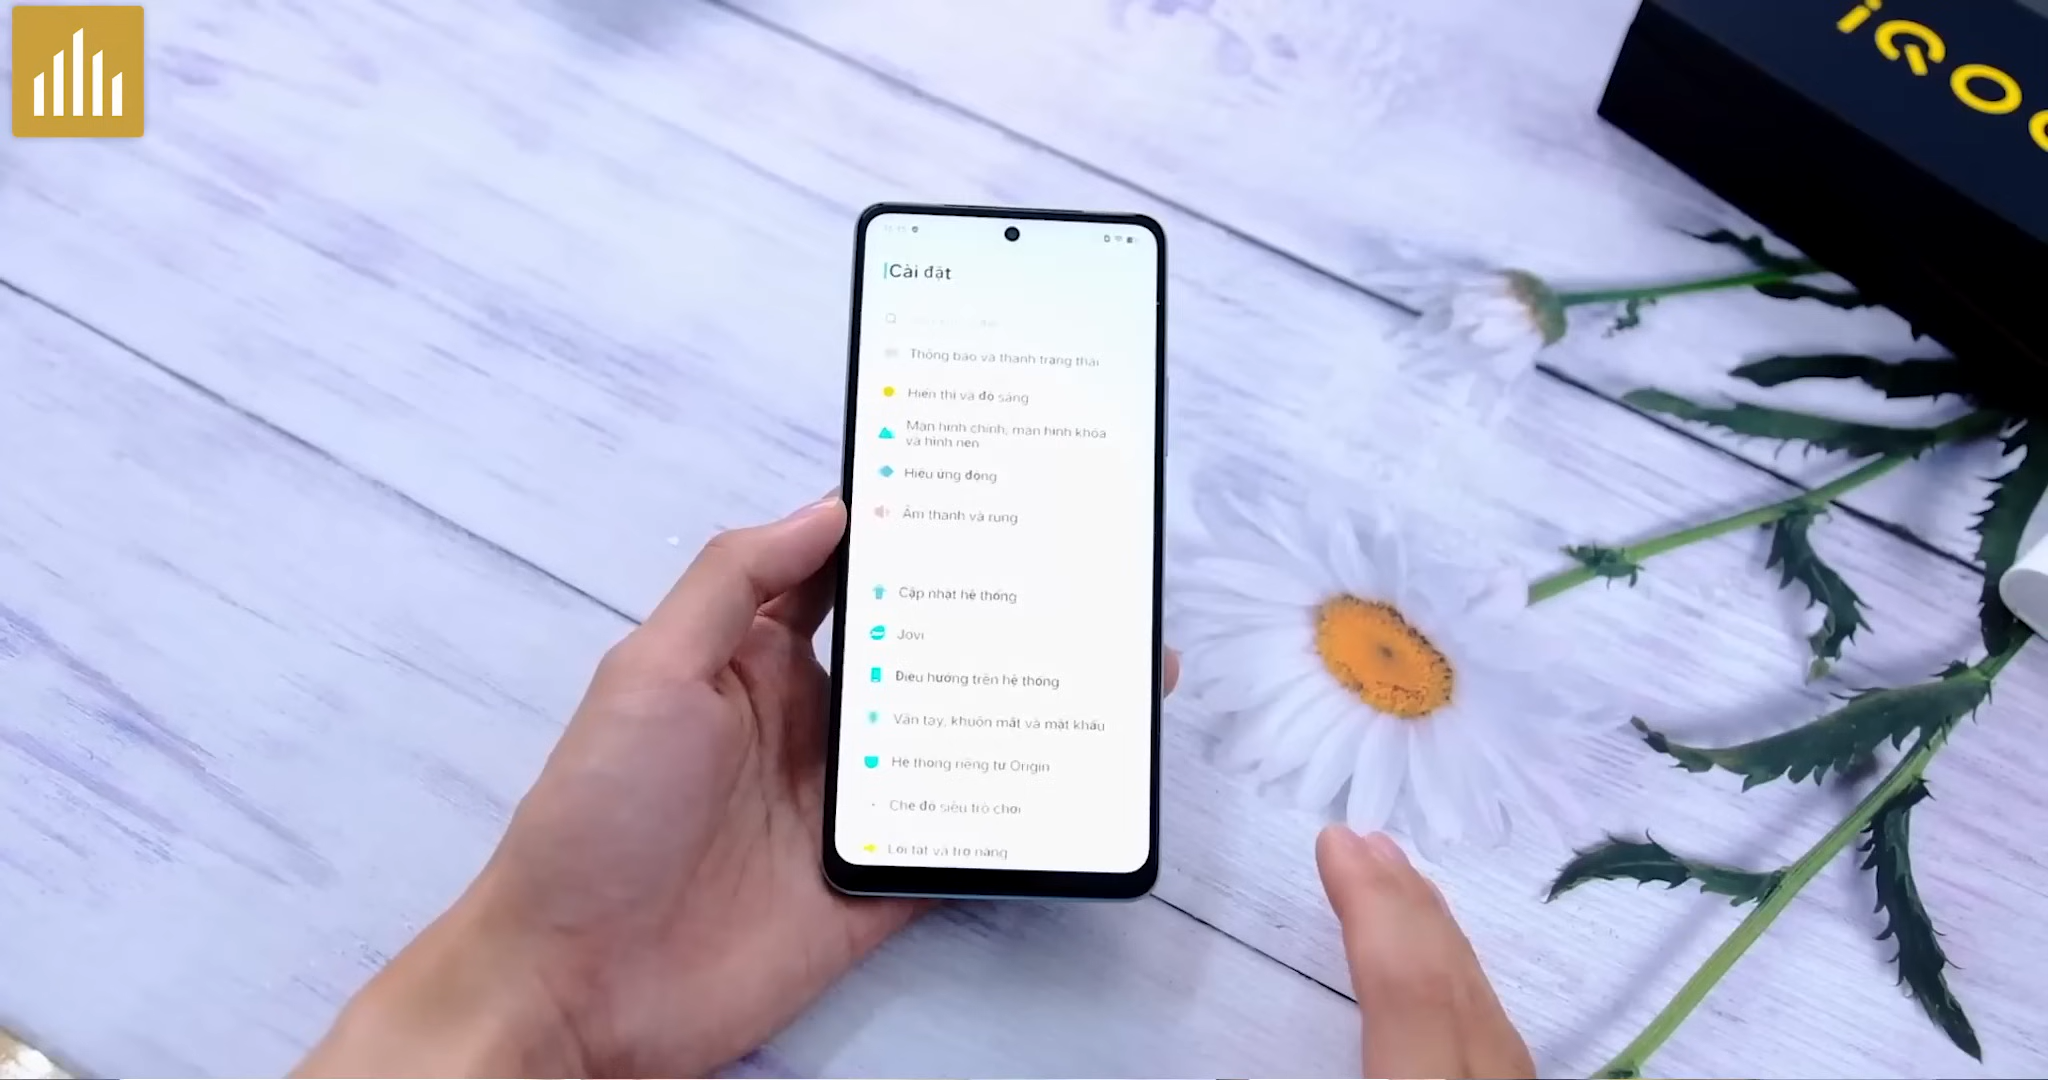 iQOO
Cài đặt
Thông báo và thanh trạng thái
Hiển thị và độ sáng
Màn hình chính, màn hình khóa
và hình nền
Hiệu ứng động
Âm thanh và rung
Cập nhật hệ thống
Jovi
Điều hướng trên hệ thống
Vân tay, khuôn mặt và mật khẩu
Hệ thống riêng tư Origin
Chế độ siêu trò chơi
Lối tắt và trợ năng